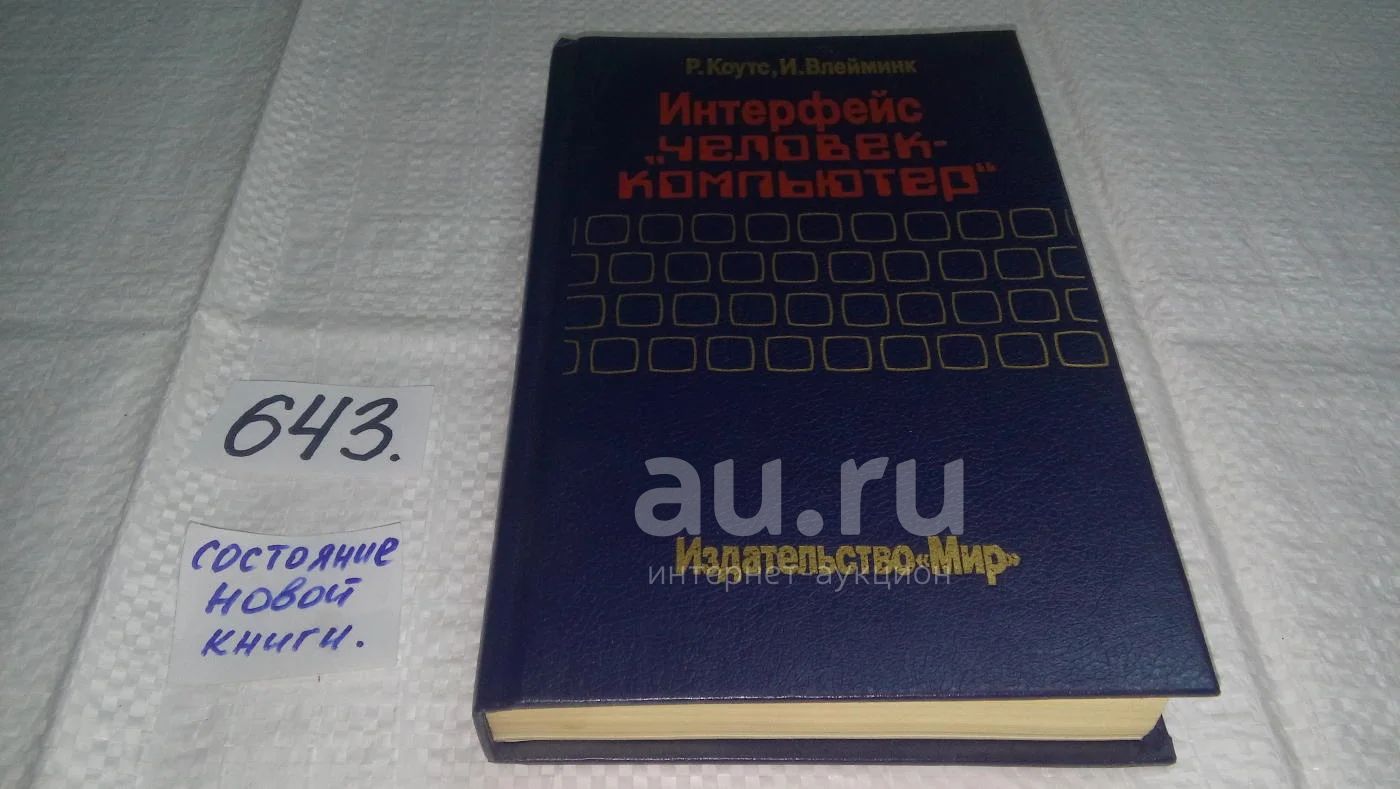 Р. Коутс, И. Влейминк
Интерфейс
"человек-
компьютер"
643.
состояние
новой
книги.
au.ru
интернет аукцион
Издательство «Мир»